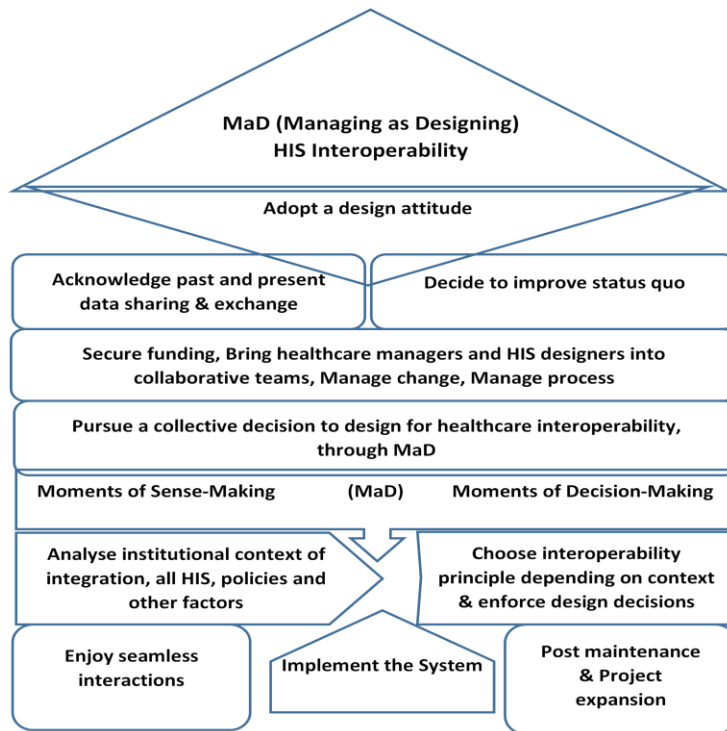 MaD (Managing as Designing)
HIS Interoperability
Adopt a design attitude
Acknowledge past and present
data sharing & exchange
Decide to improve status quo
Secure funding, Bring healthcare managers and HIS designers into
collaborative teams, Manage change, Manage process
Pursue a collective decision to design for healthcare interoperability,
through MaD
Moments of Sense-Making (MaD) Moments of Decision-Making
Analyse institutional context of
integration, all HIS, policies and
other factors
Choose interoperability
principle depending on context
& enforce design decisions
Enjoy seamless
interactions
Implement the System
Post maintenance
& Project
expansion